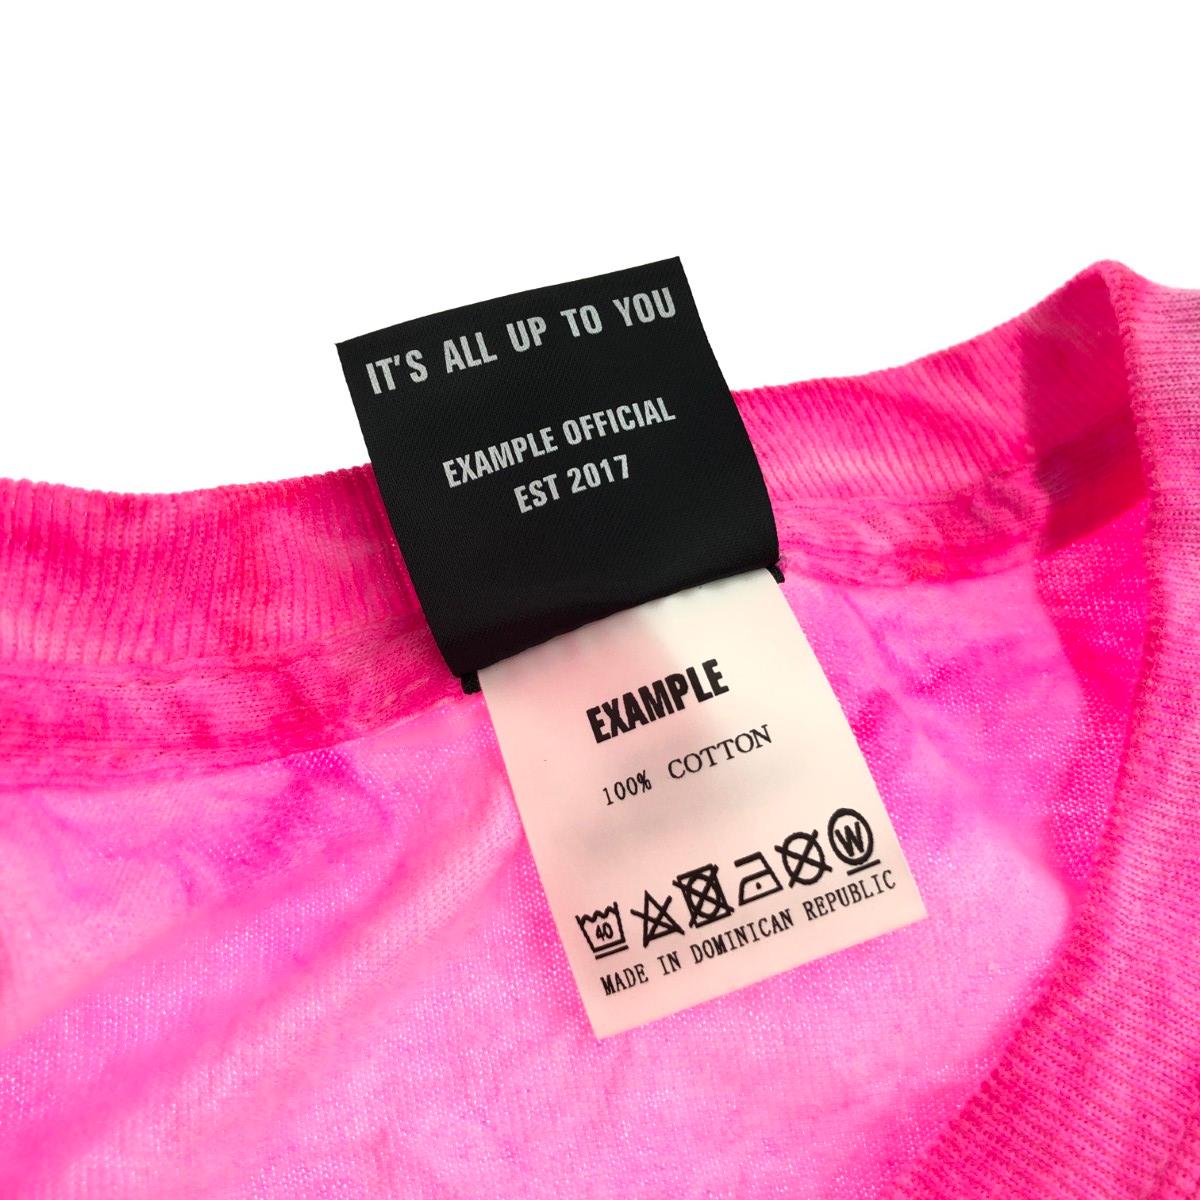 IT'S ALL UP TO YOU
EXAMPLE OFFICIAL
EST 2017
EXAMPLE
100% COTTON
40 W
MADE IN DOMINICAN REPUBLIC